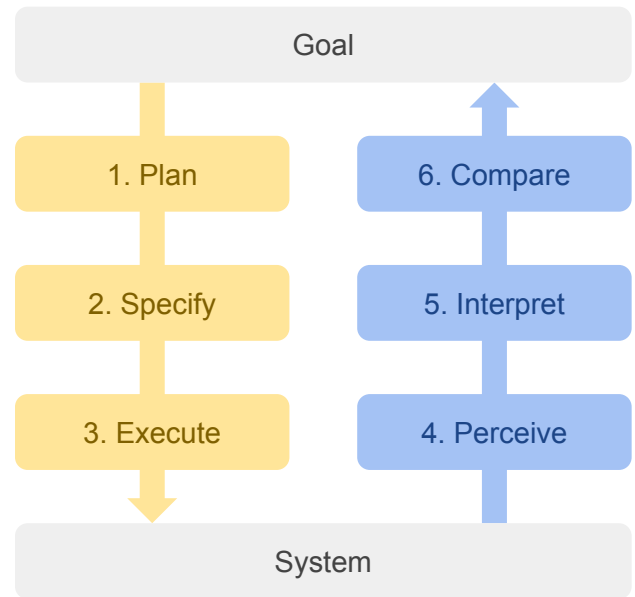 Goal
1. Plan
2. Specify
3. Execute
6. Compare
5. Interpret
4. Perceive
System